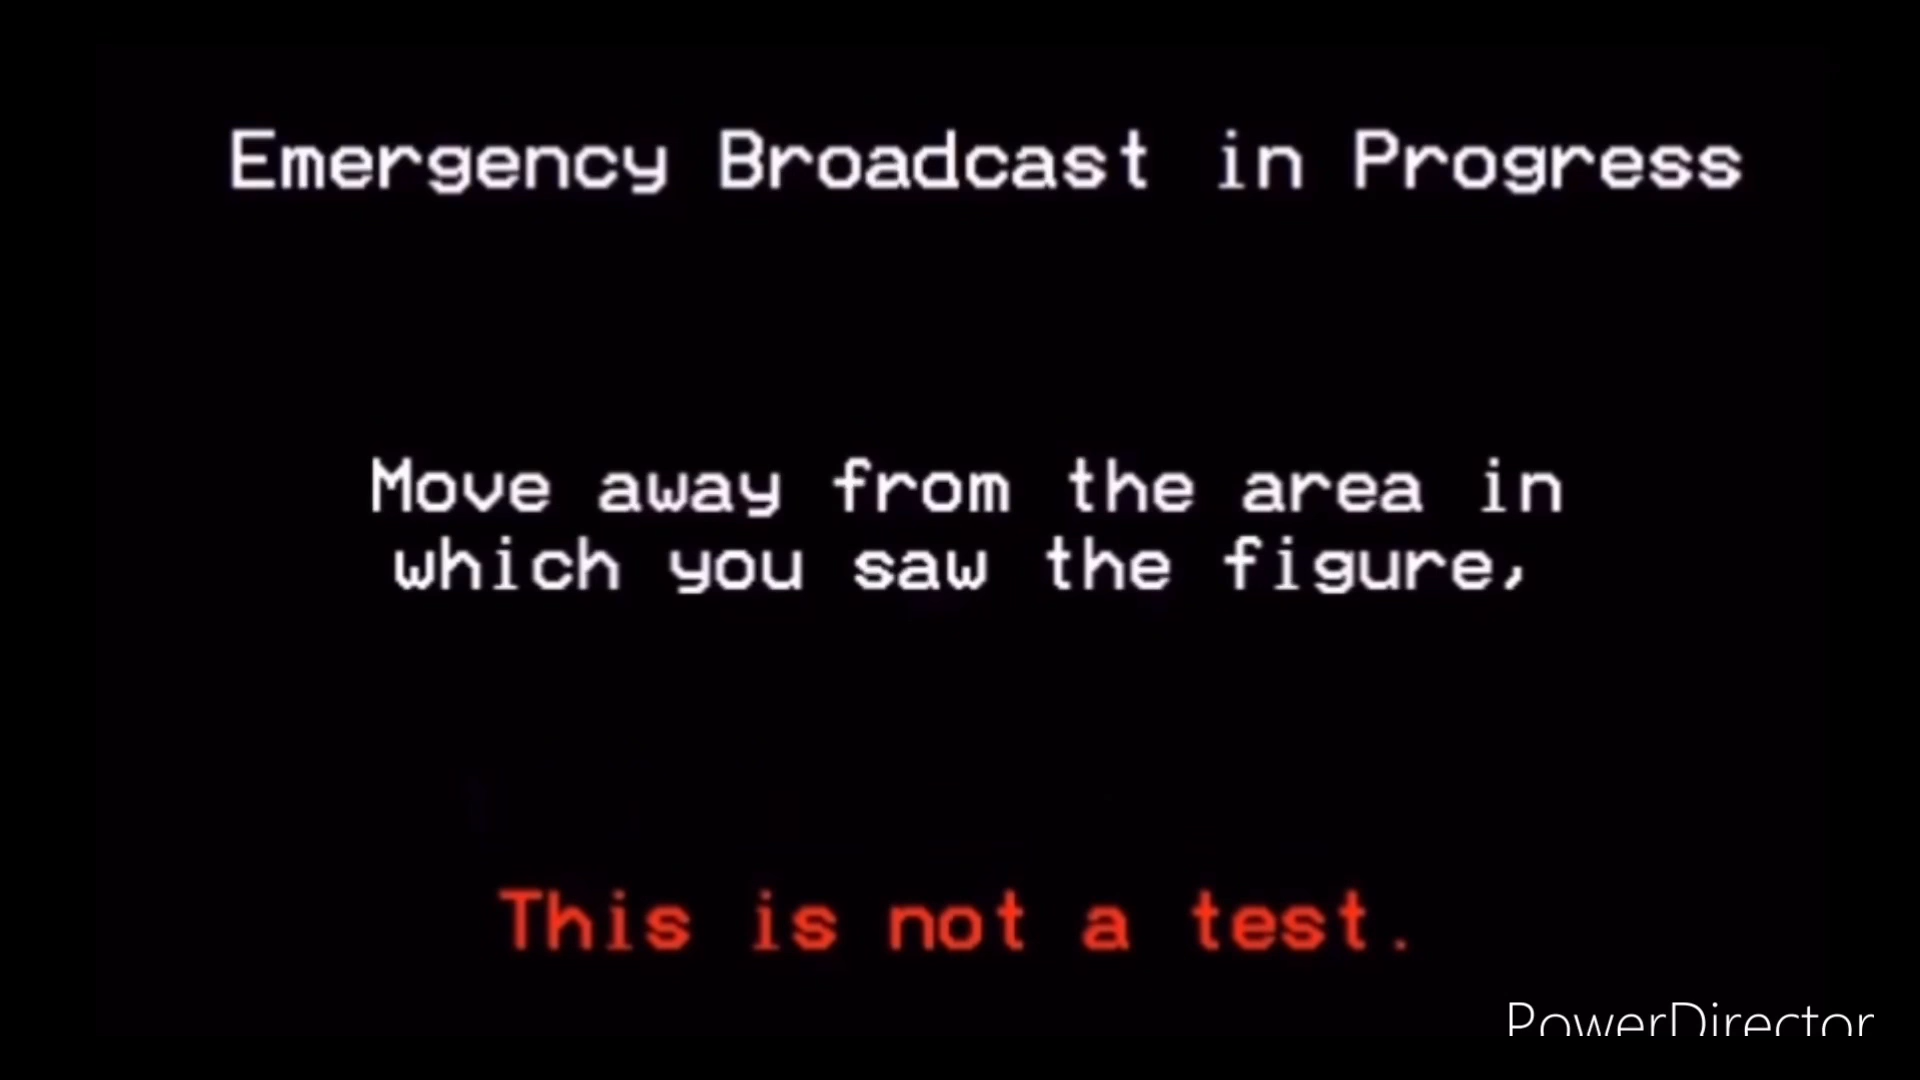 Emergency Broadcast in Progress
Move away from the area in
which you saw the figure,
This is not a test.
PowerDirector